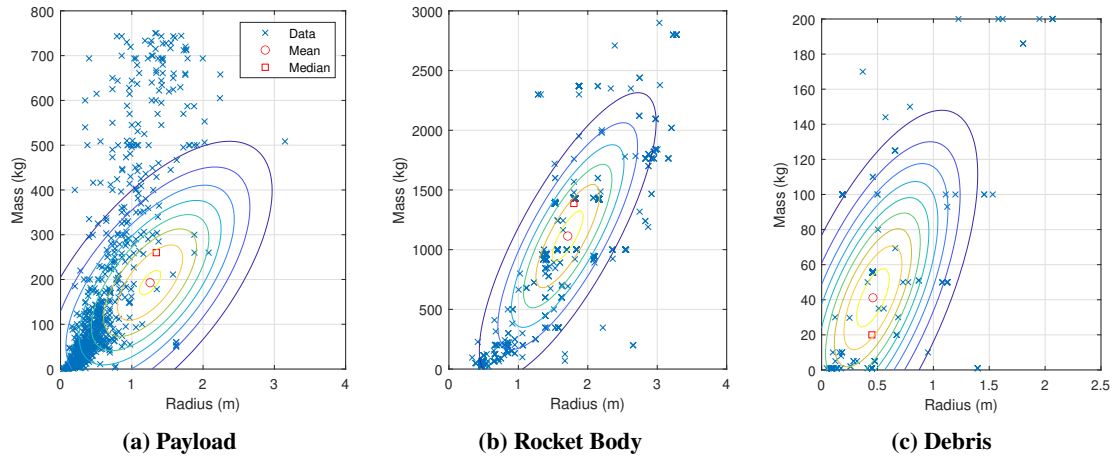 800
700
600
500
400
300
200
100
0
Mass (kg)
0 1 2 3 4
Radius (m)
Data
Mean
Median
(a) Payload
3000
2500
2000
1500
1000
500
0
Mass (kg)
0 1 2 3 4
Radius (m)
(b) Rocket Body
200
180
160
140
120
100
80
60
40
20
0
Mass (kg)
0 0.5 1 1.5 2 2.5
Radius (m)
(c) Debris